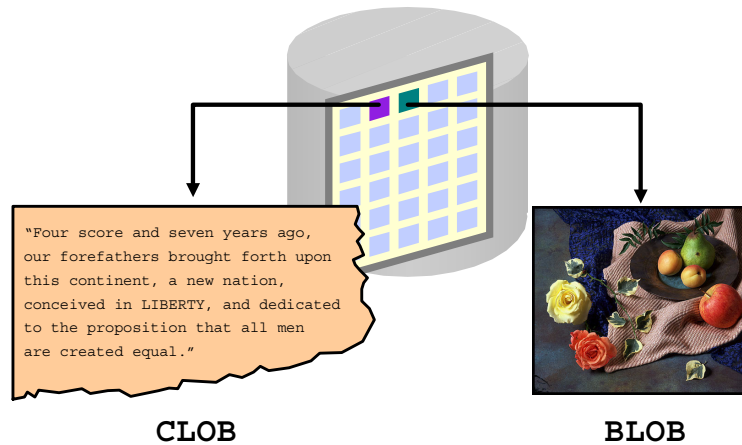 “Four score and seven years ago,
our forefathers brought forth upon
this continent, a new nation,
conceived in LIBERTY, and dedicated
to the proposition that all men
are created equal.”
CLOB
BLOB